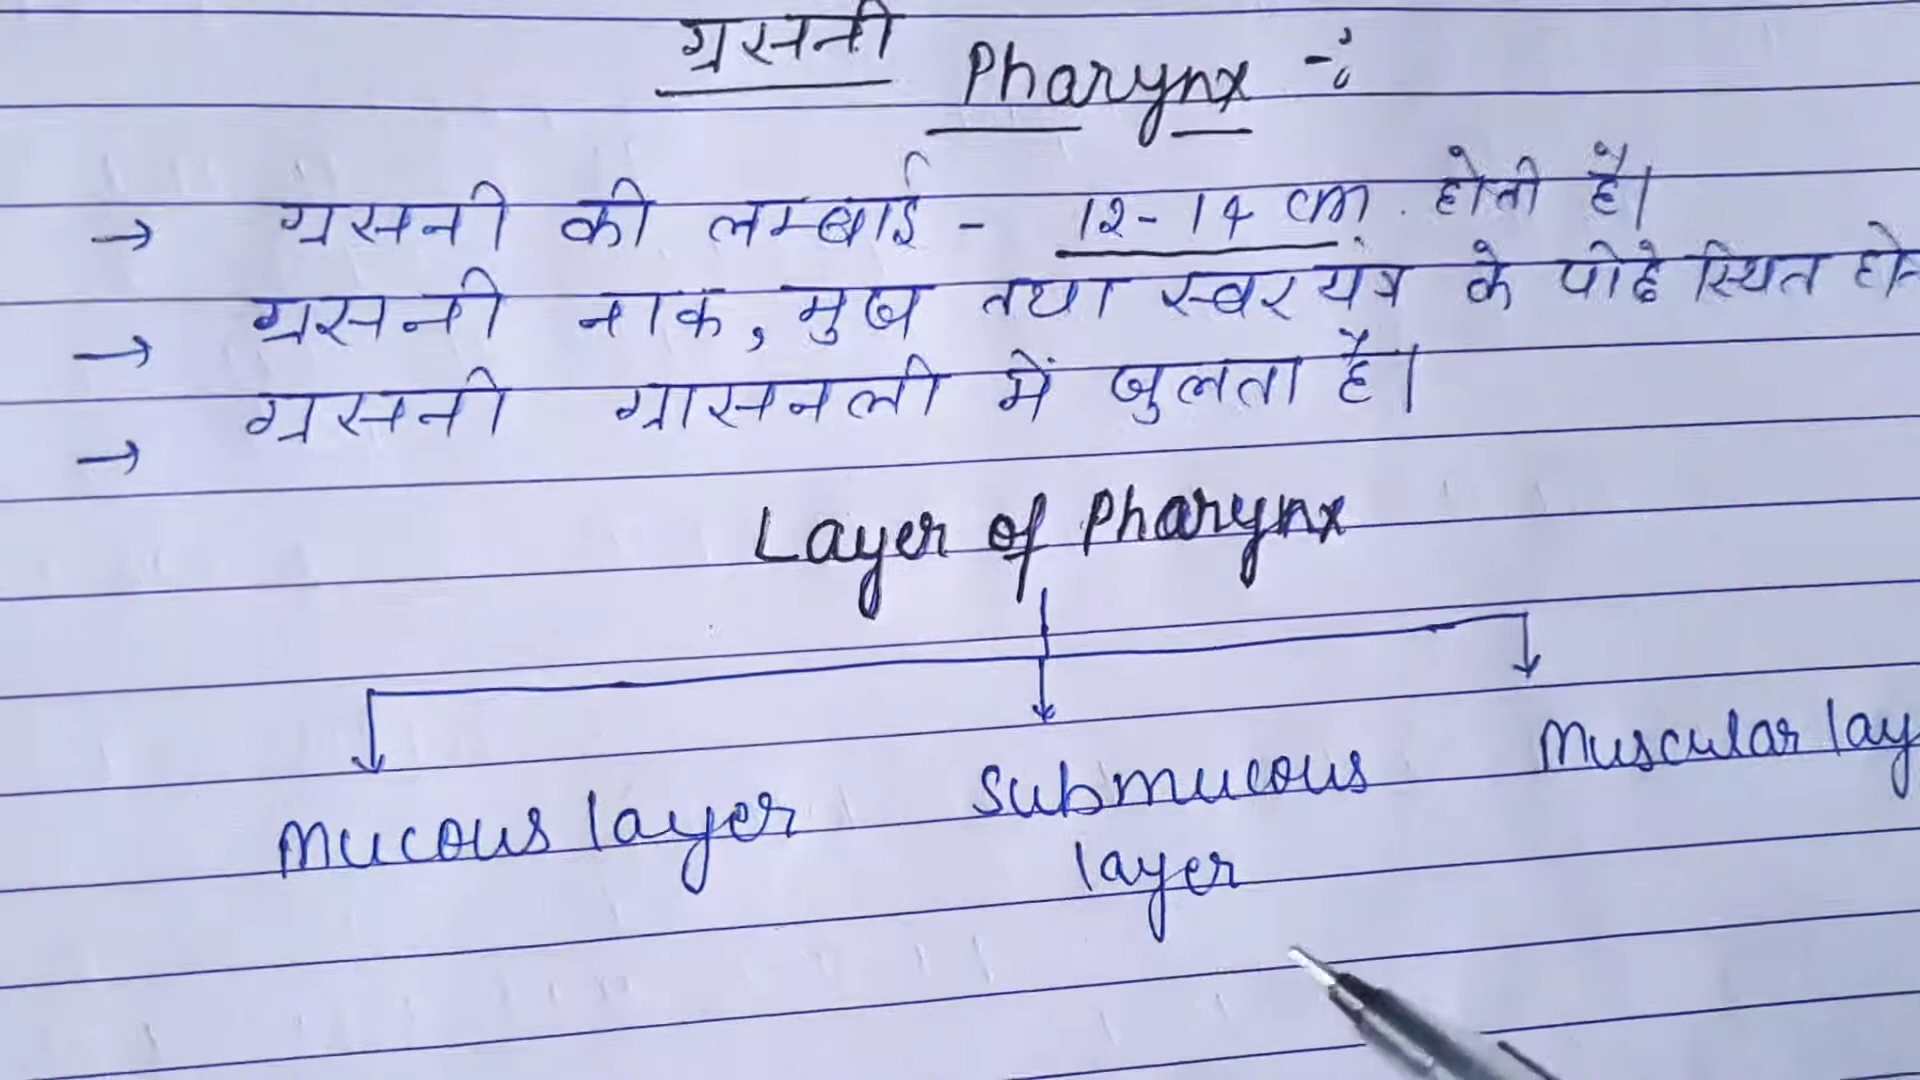 ग्रसनी Pharynx -:
→ ग्रसनी की लम्बाई - 12-14 cm. होती है।
→ ग्रसनी नाक, मुख तथा स्वर यंत्र के पीछे स्थित हो
→ ग्रसनी ग्रासनली में खुलता है।
Layer of Pharynx
Mucous layer
Submucous
layer
Muscular lay